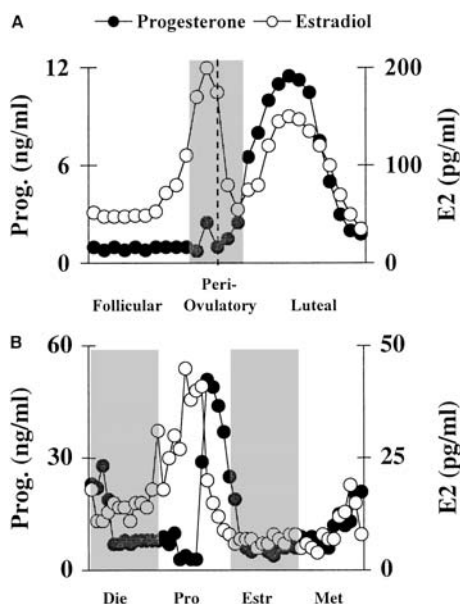 A
Progesterone Estradiol
12 200
6 100
0 0
Prog. (ng/ml)
E2 (pg/ml)
Peri-
Follicular Ovulatory Luteal
B
60 50
30 25
0 0
Prog. (ng/ml)
E2 (pg/ml)
Die Pro Estr Met